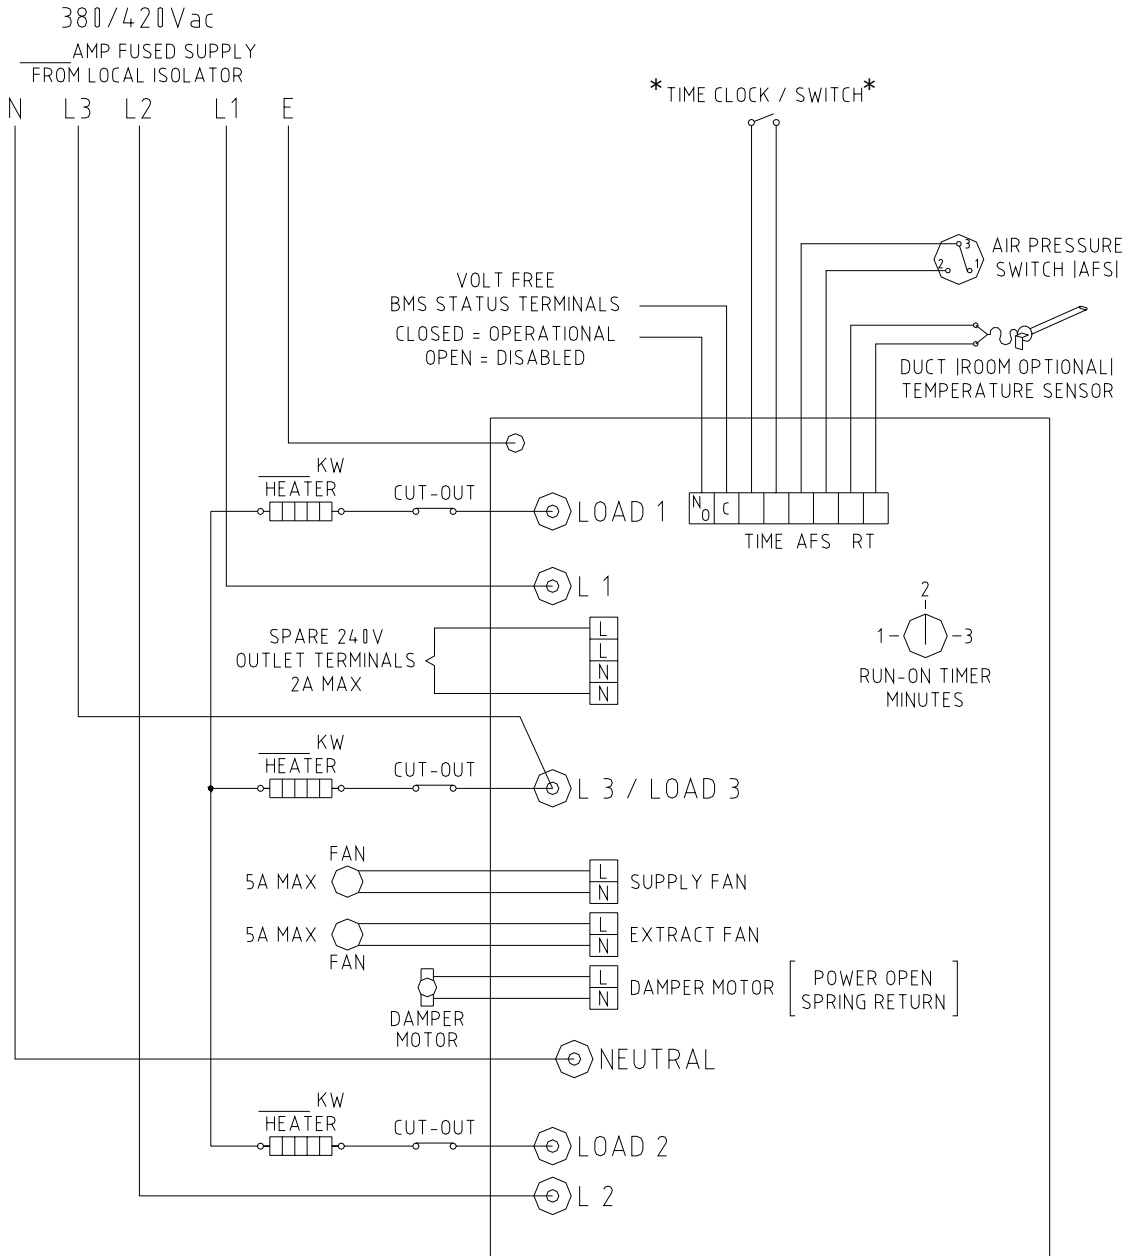 380/420Vac
AMP FUSED SUPPLY
FROM LOCAL ISOLATOR
N L3 L2 L1 E
*TIME CLOCK / SWITCH*
3
2 1
AIR PRESSURE
SWITCH |AFS|
VOLT FREE
BMS STATUS TERMINALS
CLOSED = OPERATIONAL
OPEN = DISABLED
DUCT |ROOM OPTIONAL|
TEMPERATURE SENSOR
KW
HEATER
CUT-OUT
LOAD 1
NO C
TIME AFS RT
L 1
SPARE 240V
OUTLET TERMINALS
2A MAX
L
L
N
N
2
1- -3
RUN-ON TIMER
MINUTES
KW
HEATER
CUT-OUT
L 3 / LOAD 3
FAN
5A MAX
L
N
SUPPLY FAN
5A MAX
FAN
L
N
EXTRACT FAN
DAMPER
MOTOR
L
N
DAMPER MOTOR
[POWER OPEN
SPRING RETURN]
NEUTRAL
KW
HEATER
CUT-OUT
LOAD 2
L 2